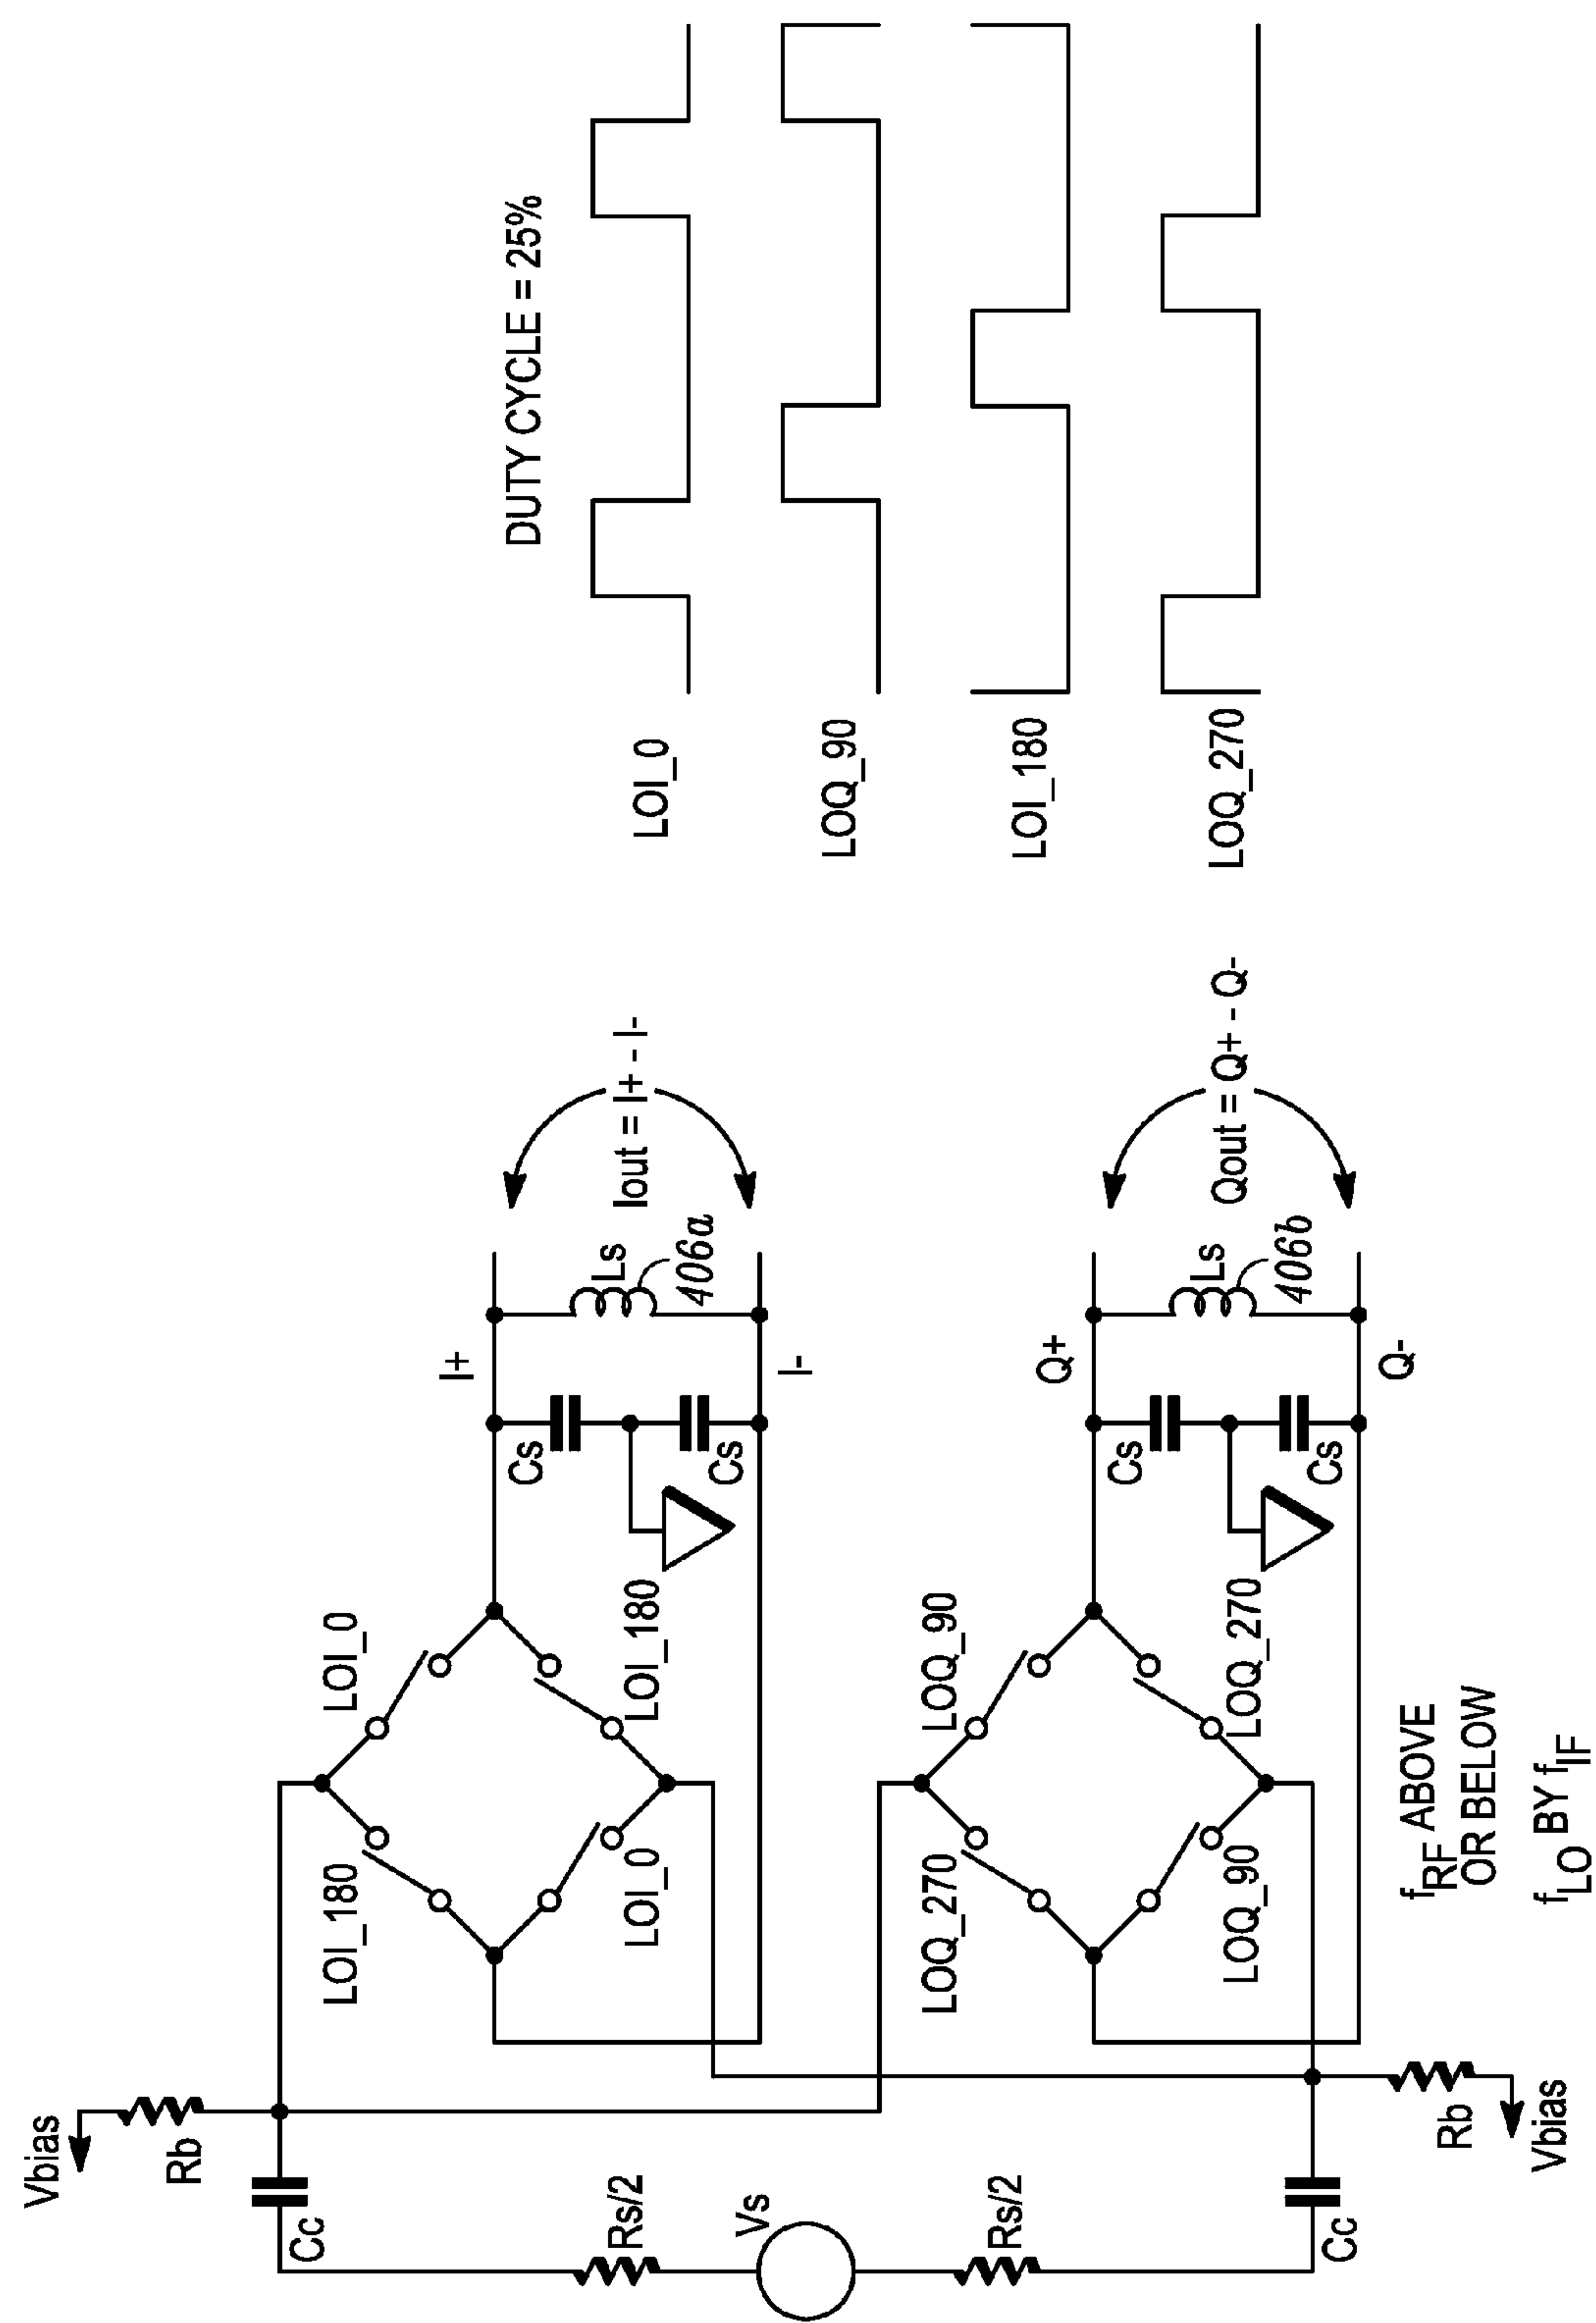 Vbias
Rb
Cc
Rs/2
Vs
Rs/2
Cc
Rb
Vbias
LOI_180
LOI_0
LOI_0
LOI_180
Cs
Cs
I+
I-
Ls
406a
Iout = I+ - I-
LOQ_270
LOQ_90
LOQ_90
LOQ_270
Cs
Cs
Q+
Q-
Ls
406b
Qout = Q+ - Q-
fRF ABOVE
OR BELOW
fLO BY fIF
DUTY CYCLE = 25%
LOI_0
LOQ_90
LOI_180
LOQ_270